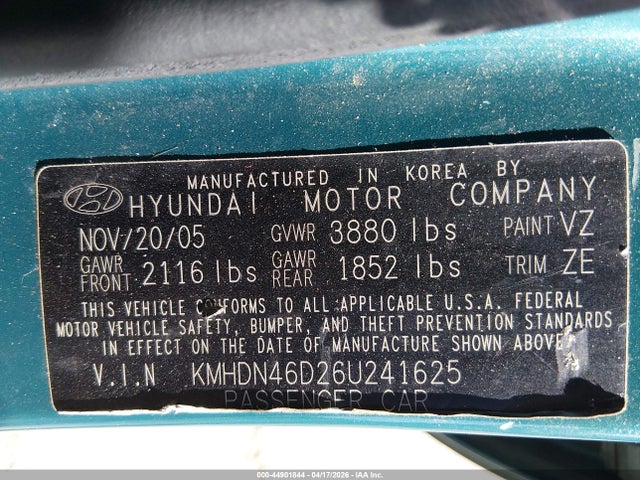 MANUFACTURED IN KOREA BY
HYUNDAI MOTOR COMPANY
NOV/20/05 GVWR 3880 lbs PAINT VZ
GAWR FRONT 2116 lbs GAWR REAR 1852 lbs TRIM ZE
THIS VEHICLE CONFORMS TO ALL APPLICABLE U.S.A. FEDERAL
MOTOR VEHICLE SAFETY, BUMPER, AND THEFT PREVENTION STANDARDS
IN EFFECT ON THE DATE OF MANUFACTURE SHOWN ABOVE
V.I.N KMHDN46D26U241625
PASSENGER CAR
000-44901844 - 04/17/2026 - IAAI.COM